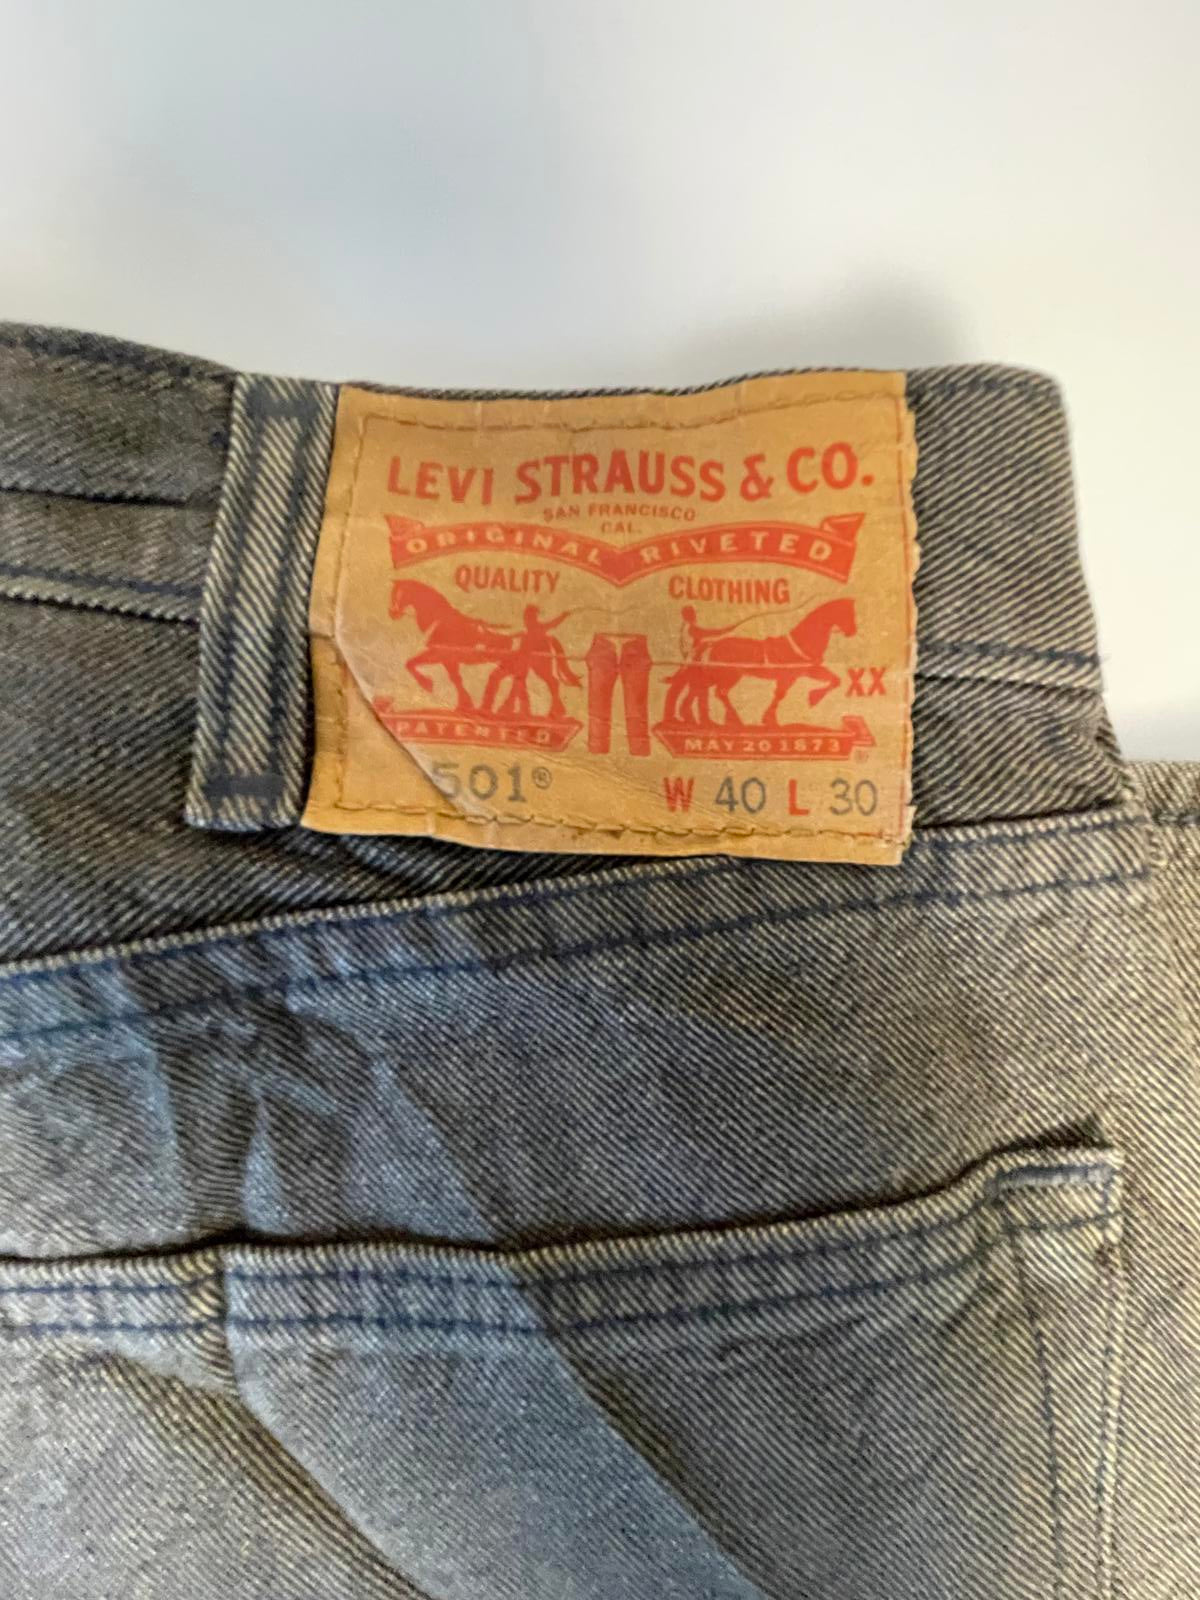 LEVI STRAUSS & CO.
SAN FRANCISCO
CAL.
ORIGINAL RIVETED
QUALITY CLOTHING
XX
PATENTED MAY 20 1873 ®
501® W 40 L 30